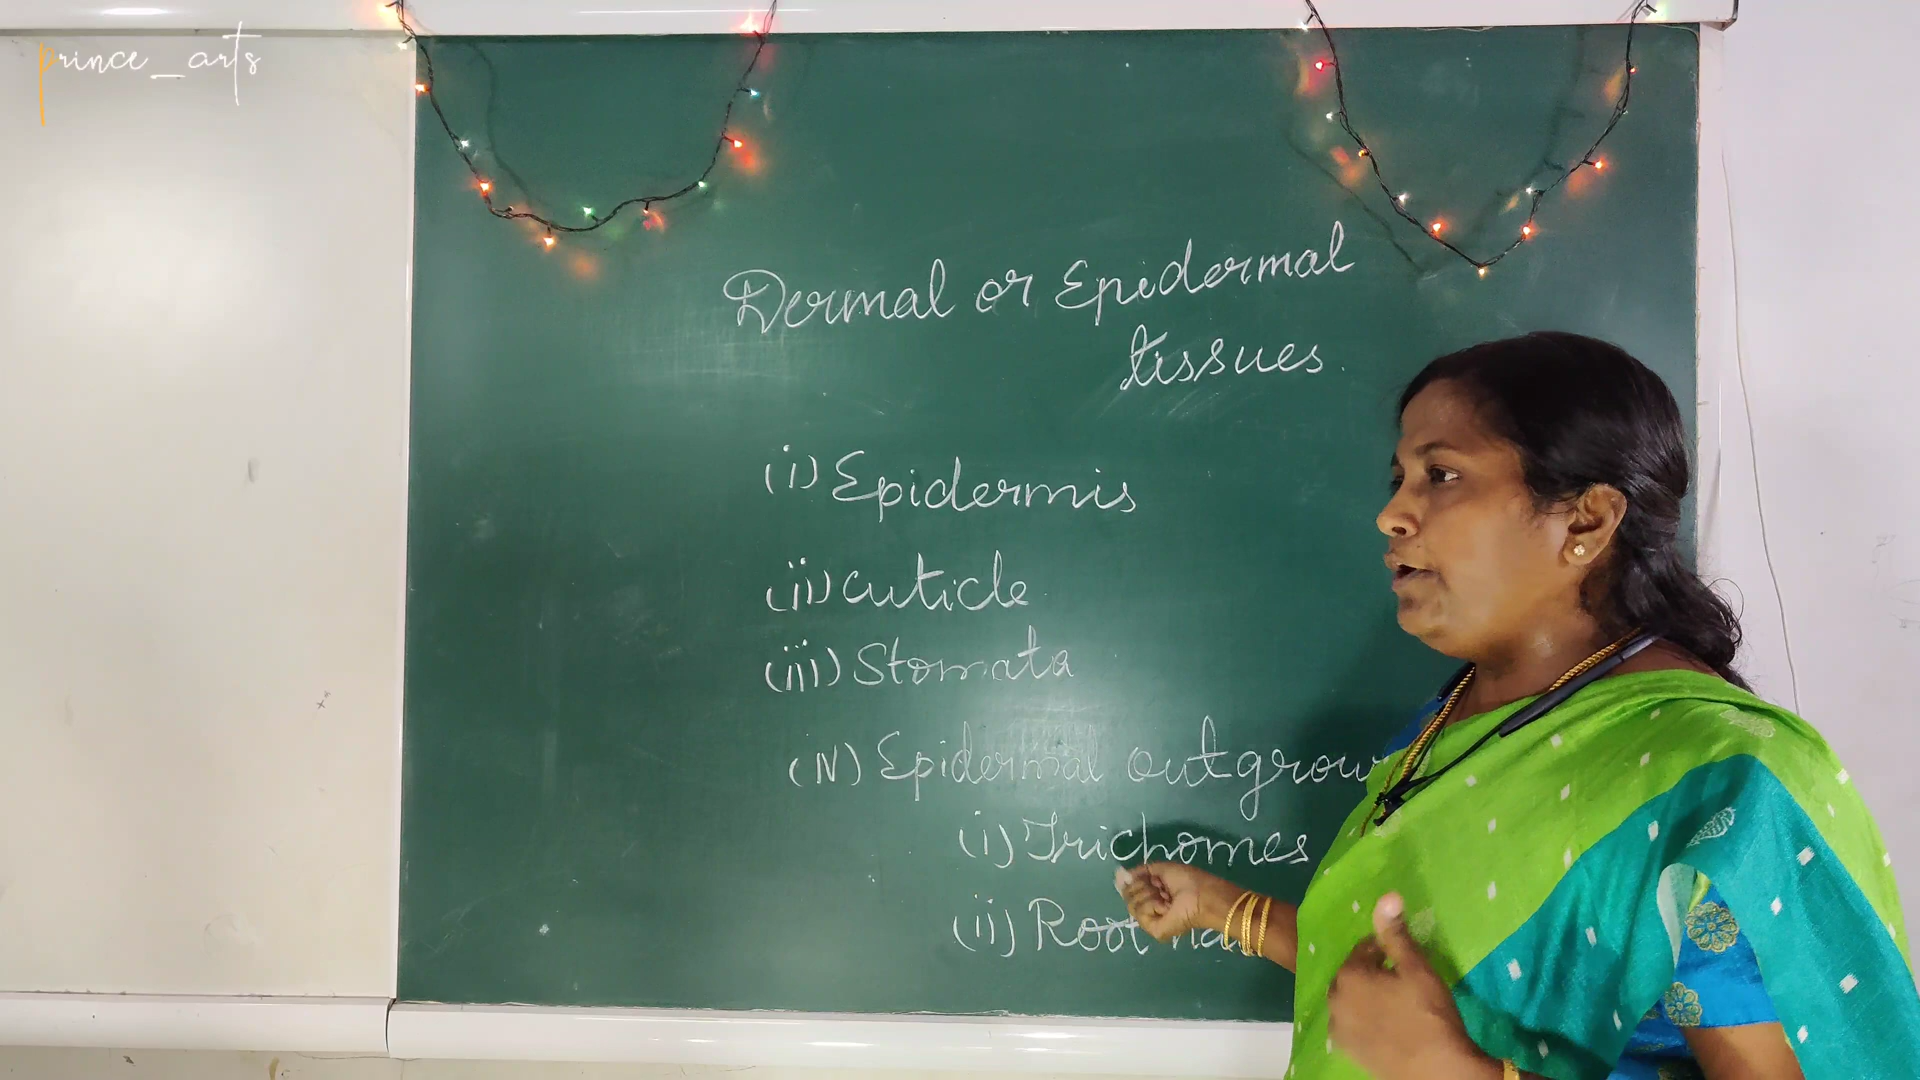 prince_arts
Dermal or Epidermal
tissues.
(i) Epidermis
(ii) cuticle
(iii) Stomata
(iv) Epidermal outgrow
(i) Trichomes
(ii) Root